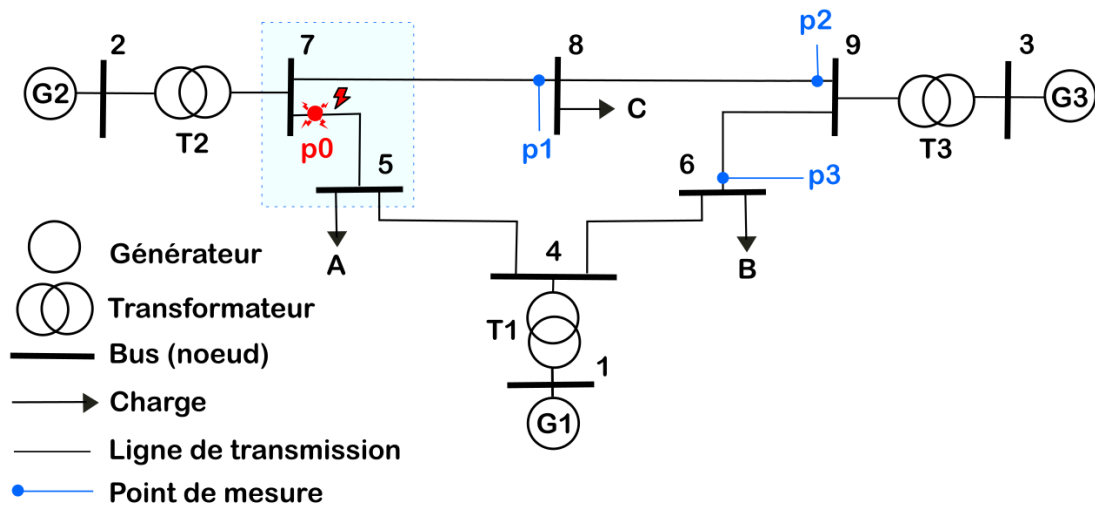 2
7
8
p2
9
3
G2
T2
p0
p1
C
T3
G3
5
6
p3
A
4
B
T1
1
G1
Générateur
Transformateur
Bus (noeud)
Charge
Ligne de transmission
Point de mesure